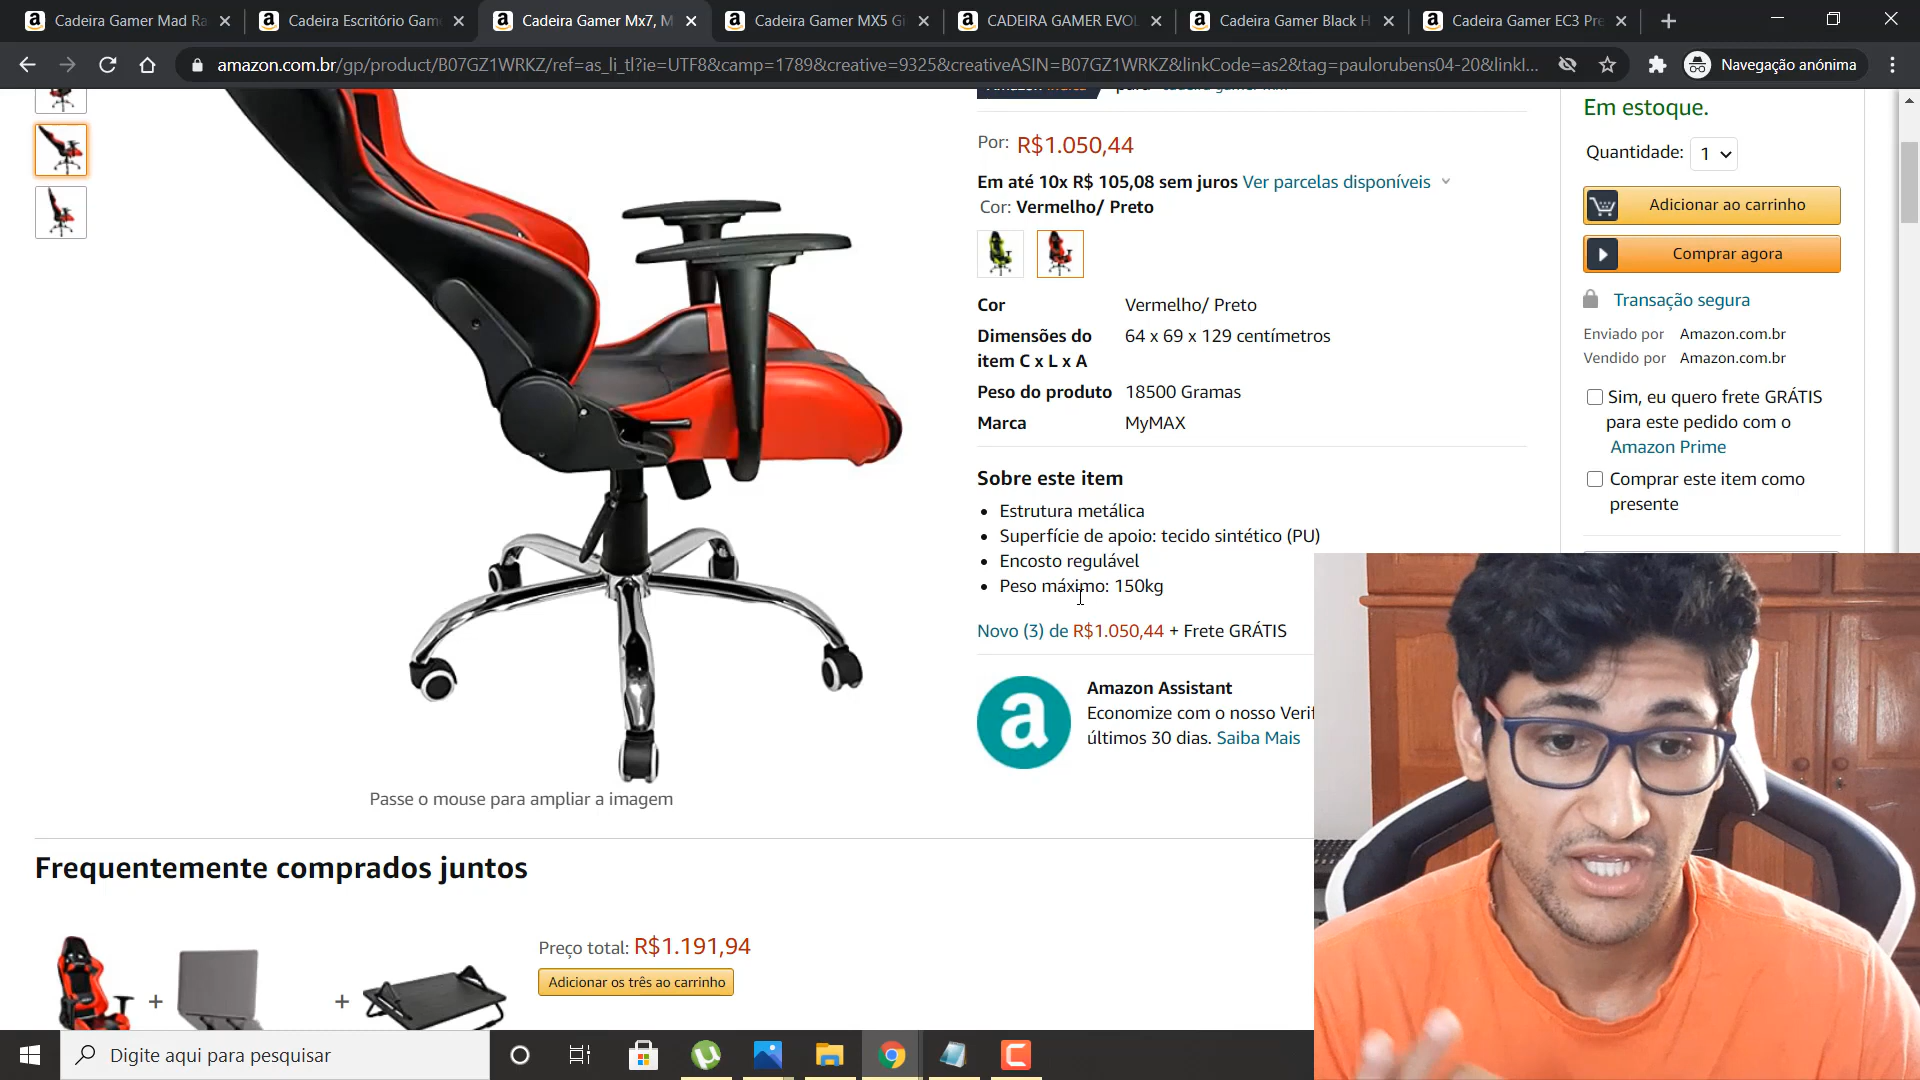 Cadeira Gamer Mad Ra
Cadeira Escritório Game
Cadeira Gamer Mx7, M
Cadeira Gamer MX5 Gi
CADEIRA GAMER EVOL
Cadeira Gamer Black H
Cadeira Gamer EC3 Pre
amazon.com.br/gp/product/B07GZ1WRKZ/ref=as_li_tl?ie=UTF8&camp=1789&creative=9325&creativeASIN=B07GZ1WRKZ&linkCode=as2&tag=paulorubens04-20&linkI...
Navegação anónima
Por: R$1.050,44
Em até 10x R$ 105,08 sem juros Ver parcelas disponíveis
Cor: Vermelho/ Preto
Cor Vermelho/ Preto
Dimensões do item C x L x A 64 x 69 x 129 centímetros
Peso do produto 18500 Gramas
Marca MyMAX
Sobre este item
• Estrutura metálica
• Superfície de apoio: tecido sintético (PU)
• Encosto regulável
• Peso máximo: 150kg
Novo (3) de R$1.050,44 + Frete GRÁTIS
a
Amazon Assistant
Economize com o nosso Verif
últimos 30 dias. Saiba Mais
Em estoque.
Quantidade: 1
Adicionar ao carrinho
Comprar agora
Transação segura
Enviado por Amazon.com.br
Vendido por Amazon.com.br
Sim, eu quero frete GRÁTIS
para este pedido com o
Amazon Prime
Comprar este item como
presente
Passe o mouse para ampliar a imagem
Frequentemente comprados juntos
+
+
Preço total: R$1.191,94
Adicionar os três ao carrinho
Digite aqui para pesquisar